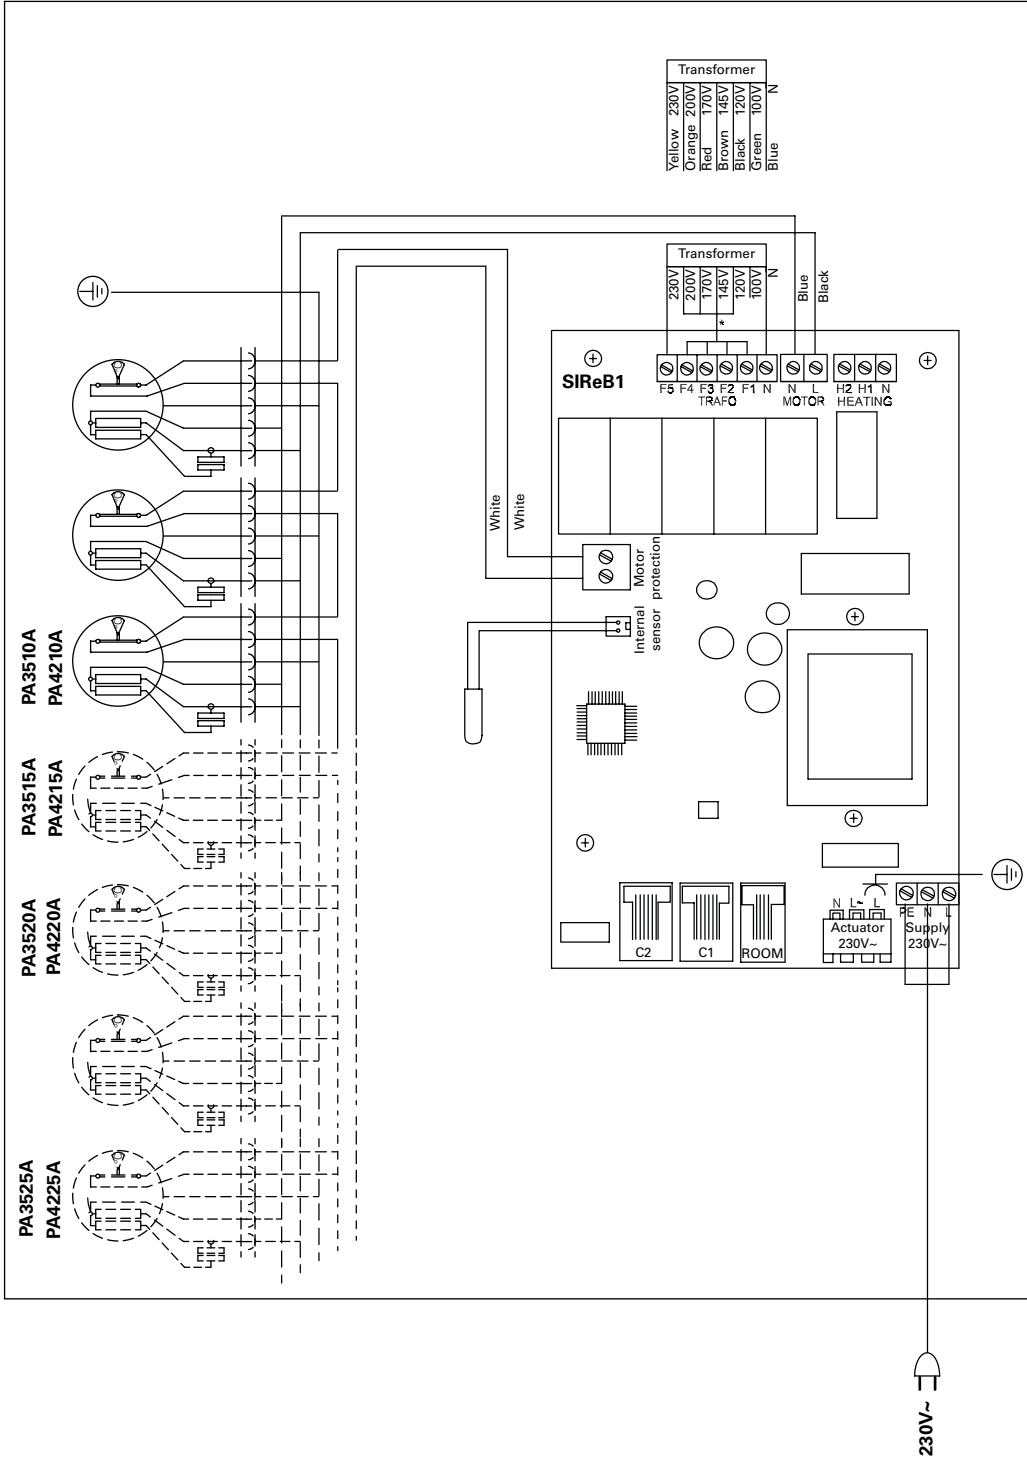 Transformer
Yellow 230V
Orange 200V
Red 170V
Brown 145V
Black 120V
Green 100V
Blue N
Transformer
230V
200V
170V
145V
120V
100V
N
*
Blue
Black
SIReB1
F5 F4 F3 F2 F1 N
TRAFO
N L
MOTOR
H2 H1 N
HEATING
White
White
Motor
protection
Internal
sensor
PA3510A
PA4210A
PA3515A
PA4215A
PA3520A
PA4220A
PA3525A
PA4225A
C2
C1
ROOM
N L~ L
Actuator
230V~
PE N L
Supply
230V~
230V~